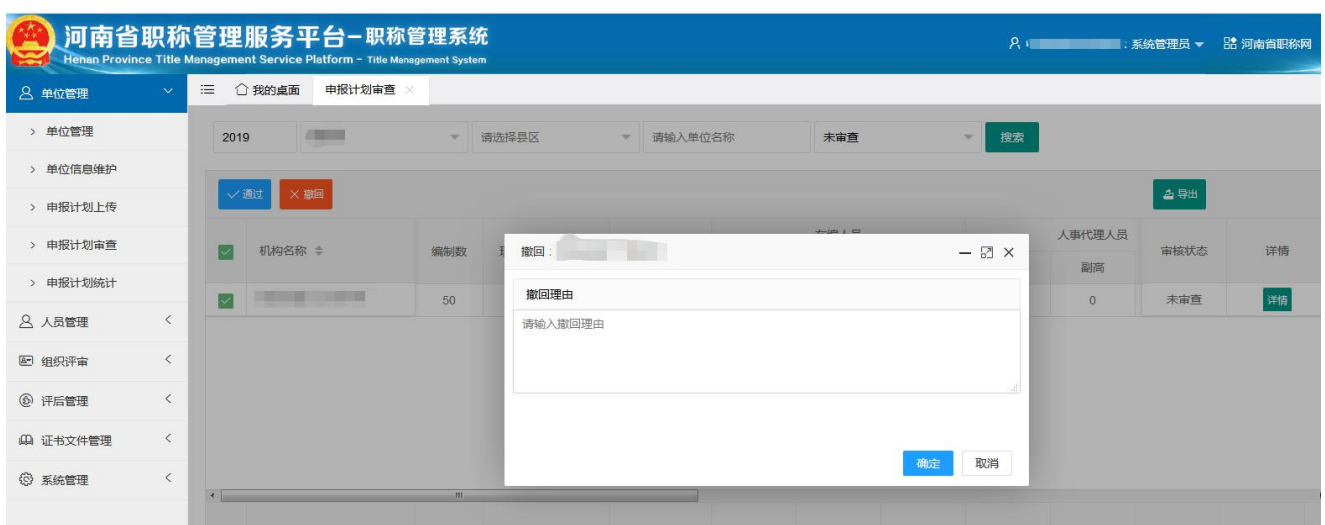 河南省职称管理服务平台-职称管理系统
Henan Province Title Management Service Platform - Title Management System
:系统管理员
河南省职称网
单位管理
我的桌面
申报计划审查
单位管理
单位信息维护
申报计划上传
申报计划审查
申报计划统计
人员管理
组织评审
评后管理
证书文件管理
系统管理
2019
请选择县区
请输入单位名称
未审查
搜索
通过
撤回
导出
机构名称
编制数
人事代理人员
副高
审核状态
详情
50
0
未审查
详情
撤回:
撤回理由
请输入撤回理由
确定
取消